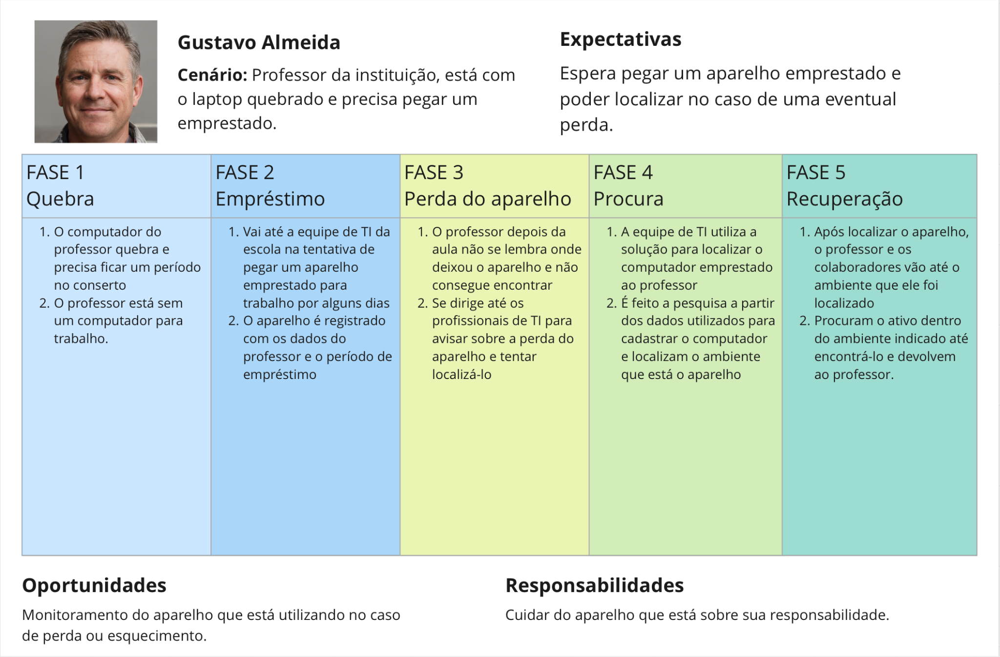 Gustavo Almeida
Cenário: Professor da instituição, está com
o laptop quebrado e precisa pegar um
emprestado.
Expectativas
Espera pegar um aparelho emprestado e
poder localizar no caso de uma eventual
perda.
FASE 1
Quebra
1. O computador do
professor quebra e
precisa ficar um período
no conserto
2. O professor está sem
um computador para
trabalho.
FASE 2
Empréstimo
1. Vai até a equipe de TI da
escola na tentativa de
pegar um aparelho
emprestado para
trabalho por alguns dias
2. O aparelho é registrado
com os dados do
professor e o período de
empréstimo
FASE 3
Perda do aparelho
1. O professor depois da
aula não se lembra onde
deixou o aparelho e não
consegue encontrar
2. Se dirige até os
profissionais de TI para
avisar sobre a perda do
aparelho e tentar
localizá-lo
FASE 4
Procura
1. A equipe de TI utiliza a
solução para localizar o
computador emprestado
ao professor
2. É feito a pesquisa a partir
dos dados utilizados para
cadastrar o computador
e localizam o ambiente
que está o aparelho
FASE 5
Recuperação
1. Após localizar o aparelho,
o professor e os
colaboradores vão até o
ambiente que ele foi
localizado
2. Procuram o ativo dentro
do ambiente indicado até
encontrá-lo e devolvem
ao professor.
Oportunidades
Monitoramento do aparelho que está utilizando no caso
de perda ou esquecimento.
Responsabilidades
Cuidar do aparelho que está sobre sua responsabilidade.